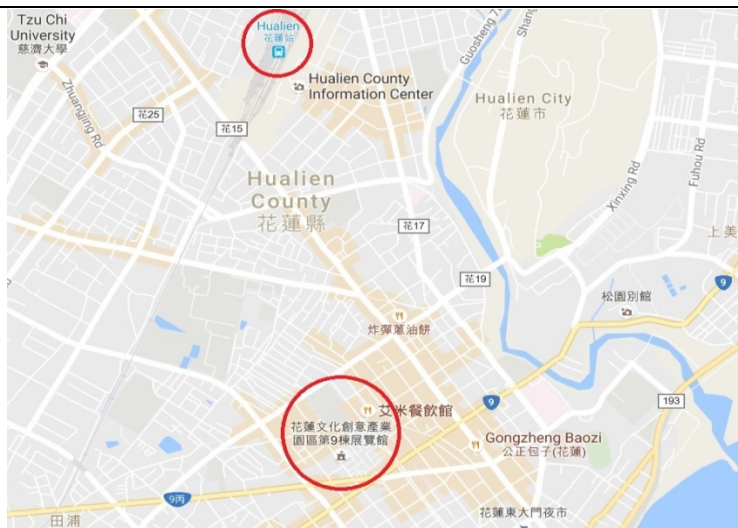 Tzu Chi
University
慈濟大學
Hualien
花蓮站
Hualien County
Information Center
Guosheng 7
Shang
Hualien City
花蓮市
Zhuangjing Rd
花25
花15
Xinxing Rd
Fuhou Rd
Hualien
County
花蓮縣
花17
上美
花19
9
松園別館
炸彈蔥油餅
9
193
艾米餐飲館
花蓮文化創意產業
園區第9棟展覽館
Gongzheng Baozi
公正包子(花蓮)
9丙
田浦
花蓮東大門夜市